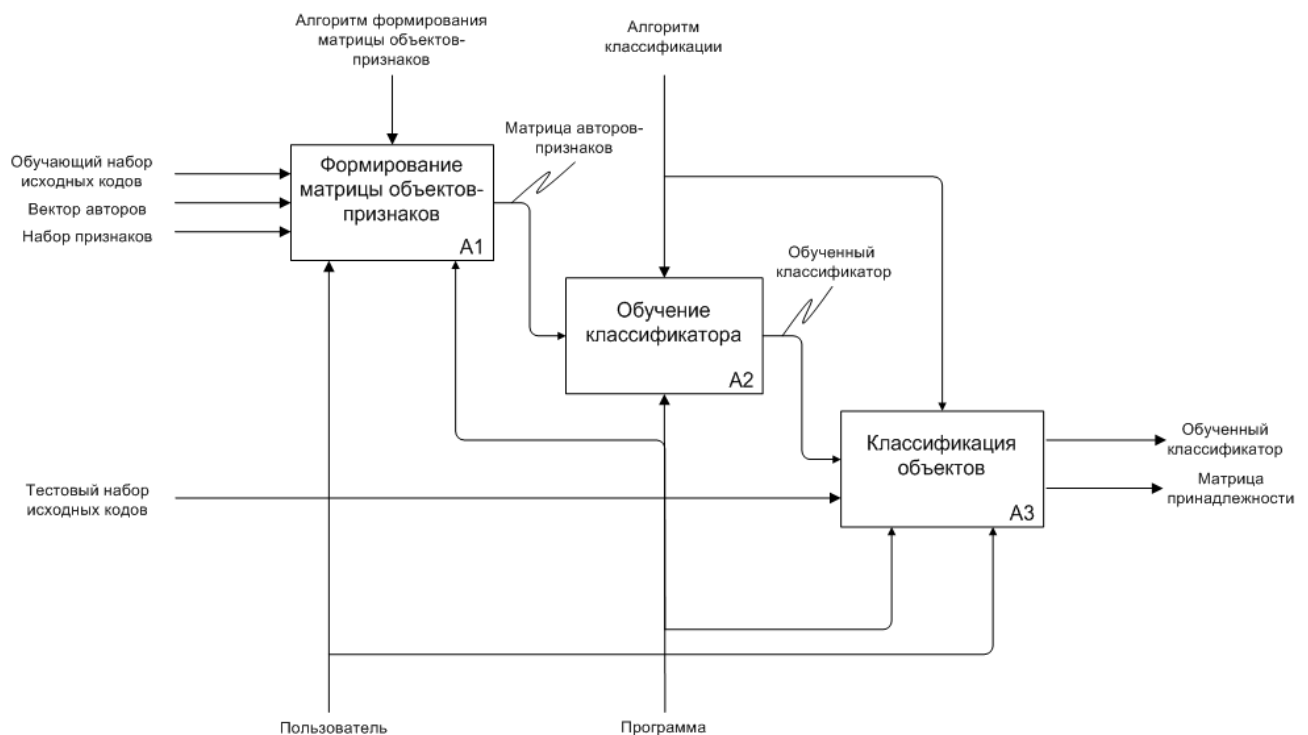 Алгоритм формирования
матрицы объектов-
признаков
Алгоритм
классификации
Матрица авторов-
признаков
Обучающий набор
исходных кодов
Вектор авторов
Набор признаков
Формирование
матрицы объектов-
признаков
A1
Обученный
классификатор
Обучение
классификатора
A2
Классификация
объектов
A3
Обученный
классификатор
Матрица
принадлежности
Тестовый набор
исходных кодов
Пользователь
Программа